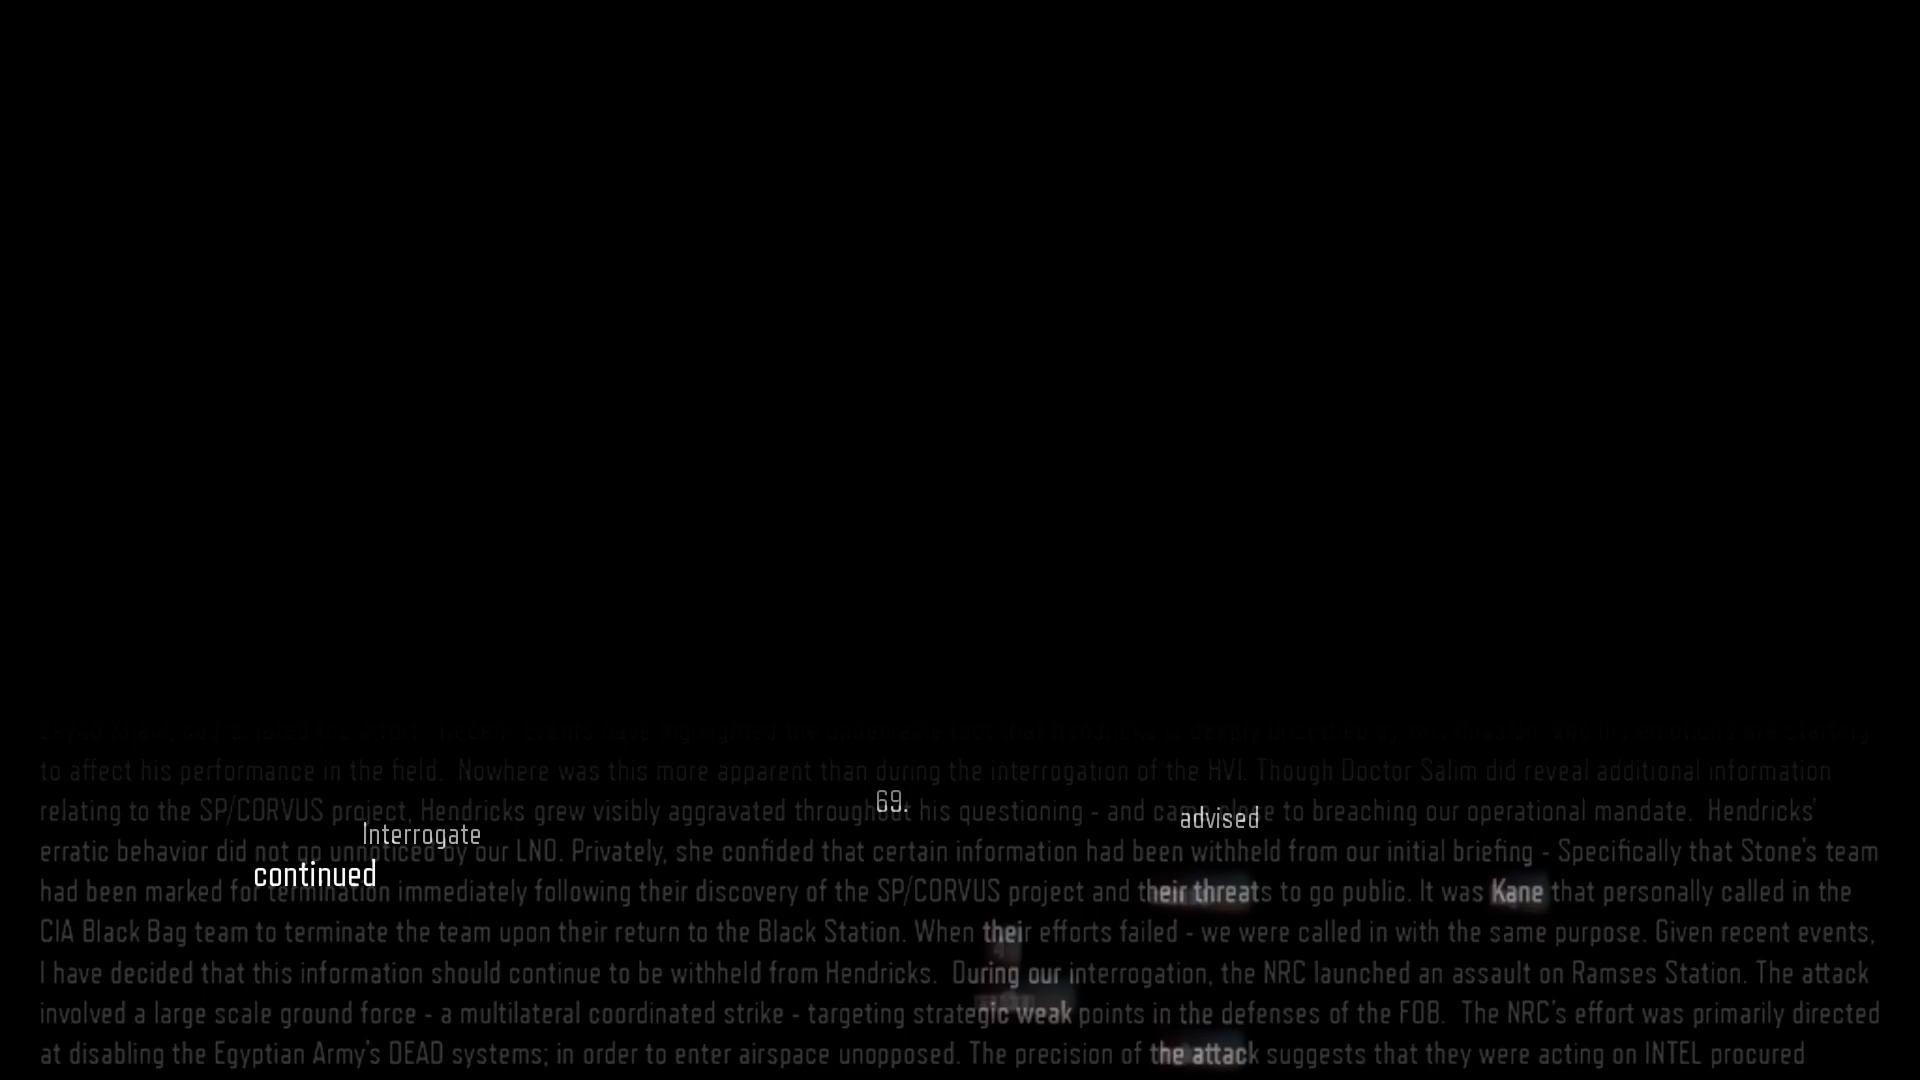 to affect his performance in the field. Nowhere was this more apparent than during the interrogation of the HVI. Though Doctor Salim did reveal additional information
69.
relating to the SP/CORVUS project, Hendricks grew visibly aggravated throughout his questioning - and came close to breaching our operational mandate. Hendricks'
advised
Interrogate
erratic behavior did not go unnoticed by our LNO. Privately, she confided that certain information had been withheld from our initial briefing - Specifically that Stone's team
continued
had been marked for termination immediately following their discovery of the SP/CORVUS project and their threats to go public. It was Kane that personally called in the
CIA Black Bag team to terminate the team upon their return to the Black Station. When their efforts failed - we were called in with the same purpose. Given recent events,
I have decided that this information should continue to be withheld from Hendricks. During our interrogation, the NRC launched an assault on Ramses Station. The attack
involved a large scale ground force - a multilateral coordinated strike - targeting strategic weak points in the defenses of the FOB. The NRC's effort was primarily directed
at disabling the Egyptian Army's DEAD systems; in order to enter airspace unopposed. The precision of the attack suggests that they were acting on INTEL procured